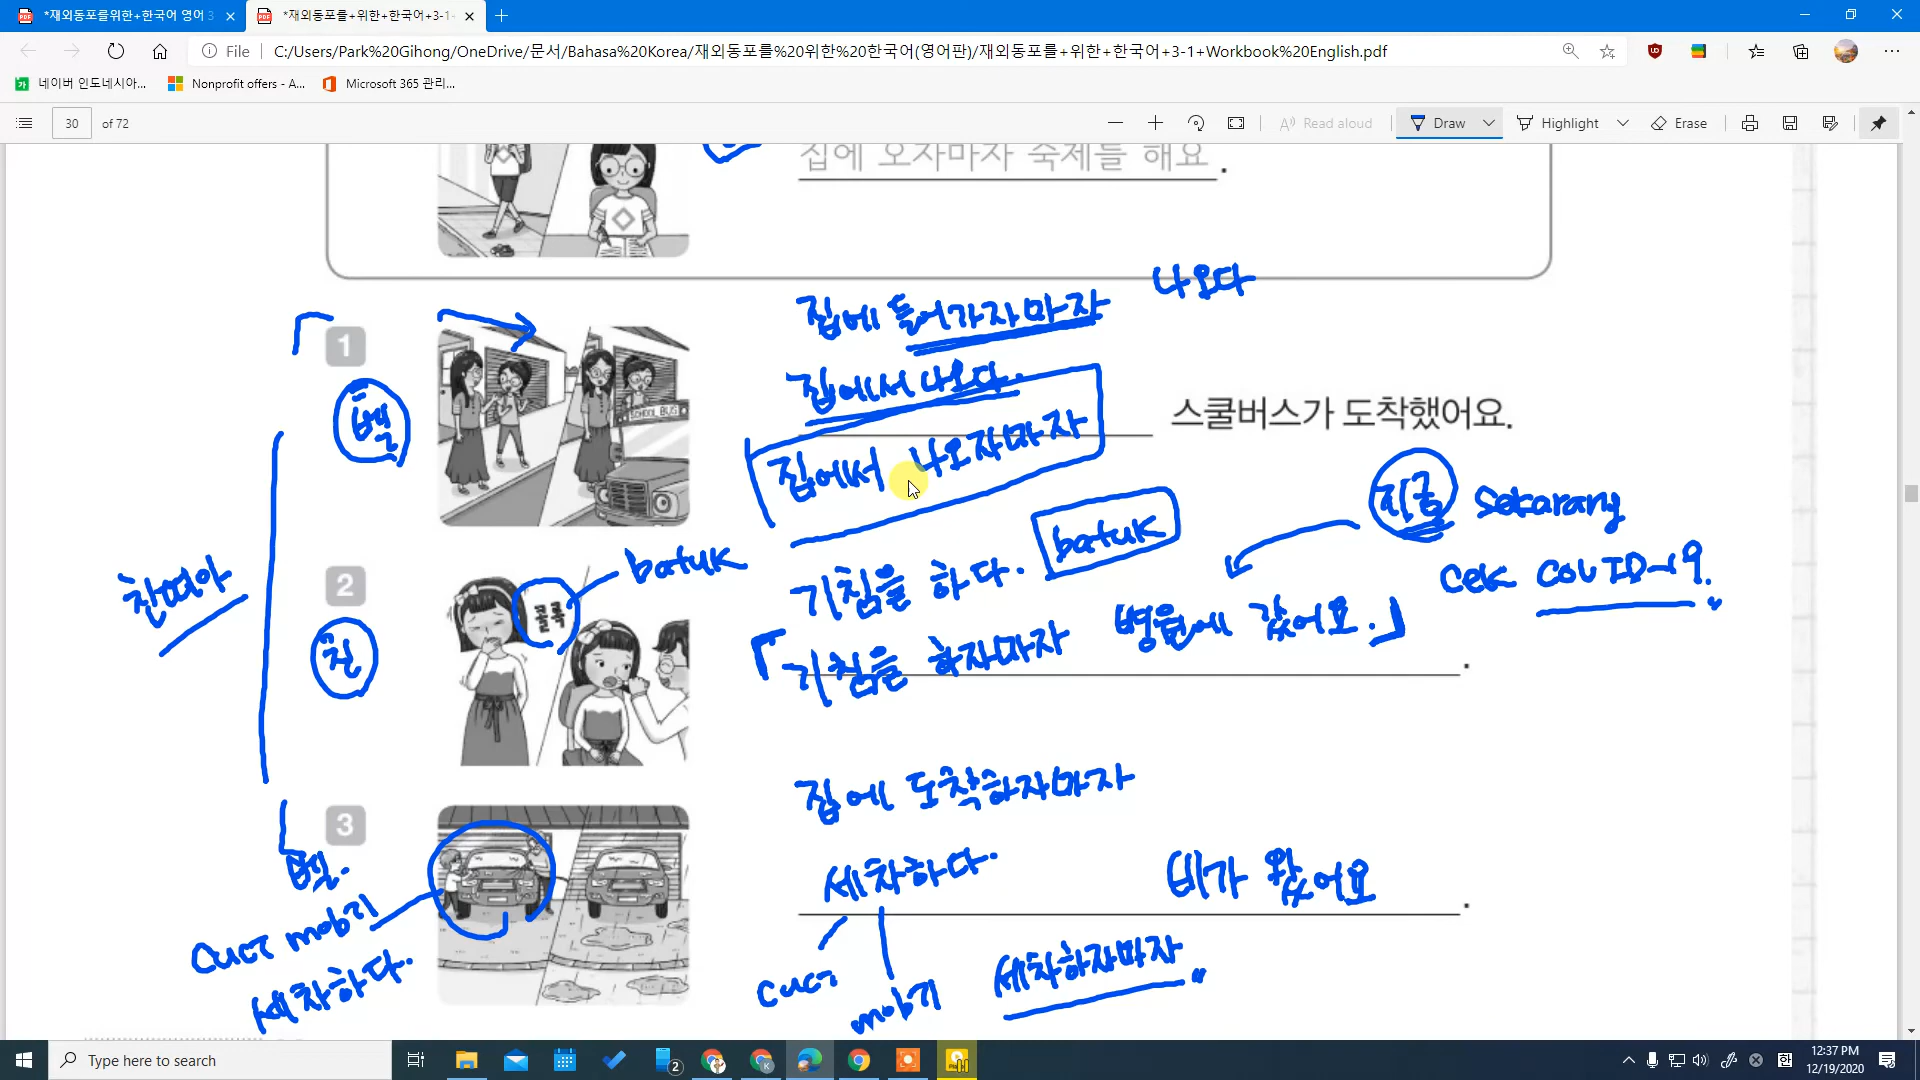 *재외동포를위한+한국어 영어 3
*재외동포를+위한+한국어+3-1-
File
C:/Users/Park%20Gihong/OneDrive/문서/Bahasa%20Korea/재외동포를%20위한%20한국어(영어판)/재외동포를+위한+한국어+3-1+Workbook%20English.pdf
네이버 인도네시아...
Nonprofit offers - A...
Microsoft 365 관리...
30 of 72
Read aloud
Draw
Highlight
Erase
집에 오자마자 숙제를 해요.
나오다
집에 들어가자마자
1
집에서 나오다.
벨
스쿨버스가 도착했어요.
집에서 나오자마자
지금 sekarang
batuk
batuk
2
기침을 하다.
cek COVID-19.
찬
「기침을 하자마자 병원에 갔어요.」
집에 도착하자마자
3
SCHOOL BUS
벨.
세차하다.
비가 왔어요
cuci mobil
세차하다.
cuci
mobil
세차하자마자
Type here to search
2
12:37 PM
12/19/2020